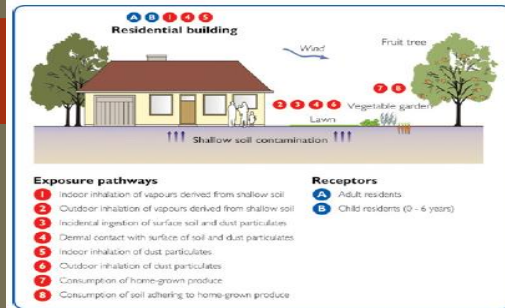 A B 1 4 5
Residential building
Wind
Fruit tree
7 8
2 3 4 6
Vegetable garden
Lawn
Shallow soil contamination
Exposure pathways
1 Indoor inhalation of vapours derived from shallow soil
2 Outdoor inhalation of vapours derived from shallow soil
3 Incidental ingestion of surface soil and dust particulates
4 Dermal contact with surface of soil and dust particulates
5 Indoor inhalation of dust particulates
6 Outdoor inhalation of dust particulates
7 Consumption of home-grown produce
8 Consumption of soil adhering to home-grown produce
Receptors
A Adult residents
B Child residents (0 - 6 years)